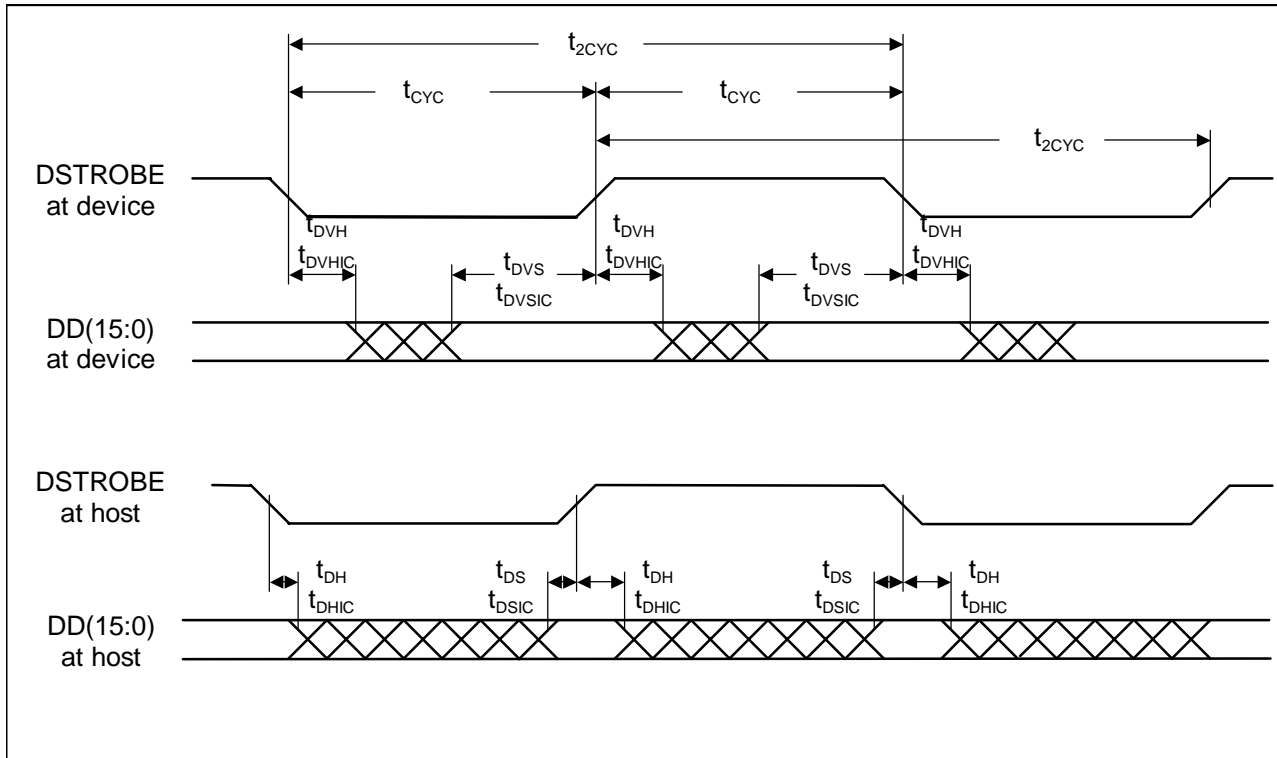 t2CYC
tCYC
tCYC
t2CYC
DSTROBE
at device
tDVH
tDVHIC
tDVS
tDVSIC
tDVH
tDVHIC
tDVS
tDVSIC
tDVH
tDVHIC
DD(15:0)
at device
DSTROBE
at host
tDH
tDHIC
tDS
tDSIC
tDH
tDHIC
tDS
tDSIC
tDH
tDHIC
DD(15:0)
at host